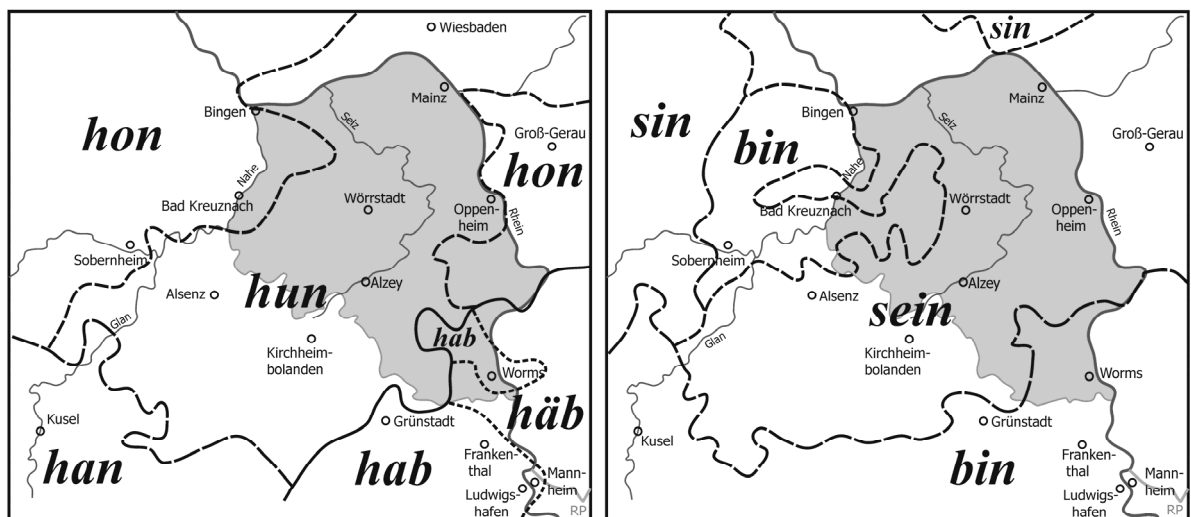 Wiesbaden
Mainz
Bingen
Selz
Groß-Gerau
hon
hon
Nahe
Wörrstadt
Bad Kreuznach
Oppen-
heim
Rhein
Sobernheim
Alsenz
hun
Alzey
Glan
hab
Kirchheim-
bolanden
Worms
Kusel
Grünstadt
häb
han
hab
Franken-
thal
Mann-
heim
Ludwigs-
hafen
RP
sin
Mainz
Bingen
Selz
Groß-Gerau
sin
bin
Nahe
Wörrstadt
Bad Kreuznach
Oppen-
heim
Rhein
Sobernheim
Alsenz
Alzey
sein
Glan
Kirchheim-
bolanden
Worms
Kusel
Grünstadt
bin
Franken-
thal
Mann-
heim
Ludwigs-
hafen
RP